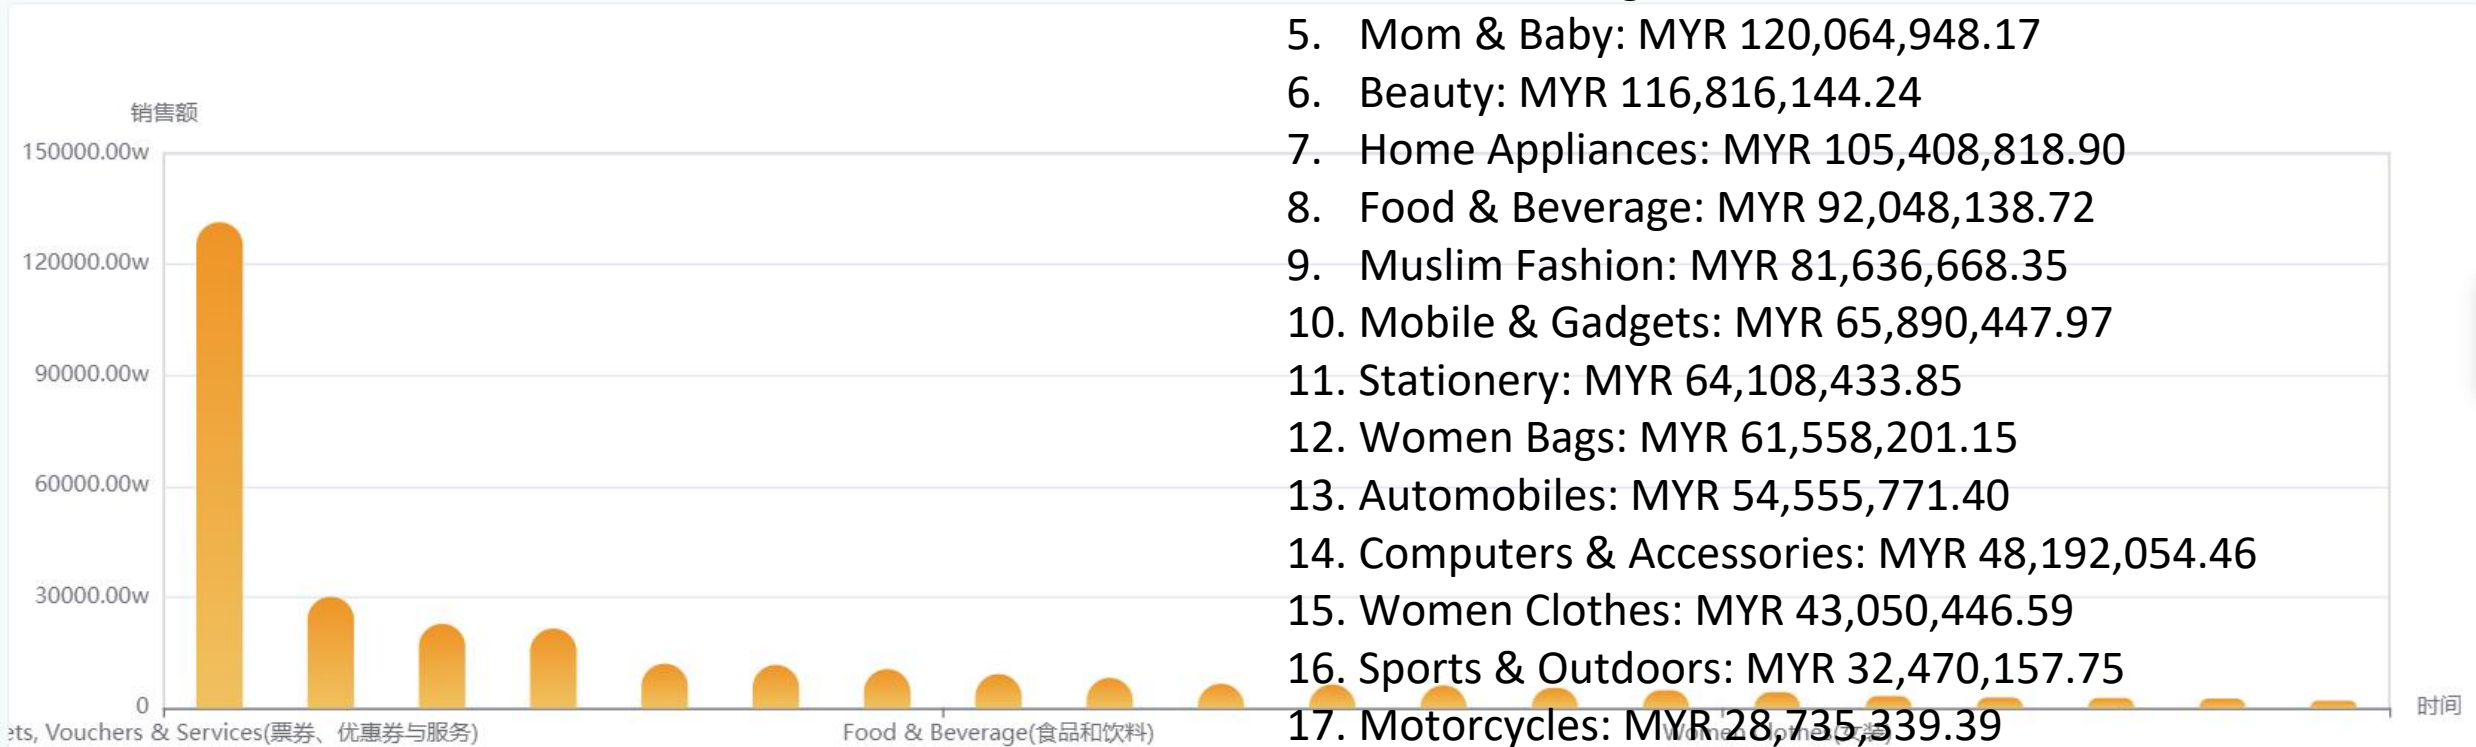 5. Mom & Baby: MYR 120,064,948.17
6. Beauty: MYR 116,816,144.24
7. Home Appliances: MYR 105,408,818.90
8. Food & Beverage: MYR 92,048,138.72
9. Muslim Fashion: MYR 81,636,668.35
10. Mobile & Gadgets: MYR 65,890,447.97
11. Stationery: MYR 64,108,433.85
12. Women Bags: MYR 61,558,201.15
13. Automobiles: MYR 54,555,771.40
14. Computers & Accessories: MYR 48,192,054.46
15. Women Clothes: MYR 43,050,446.59
16. Sports & Outdoors: MYR 32,470,157.75
17. Motorcycles: MYR 28,735,339.39
销售额
150000.00w
120000.00w
90000.00w
60000.00w
30000.00w
0
ets, Vouchers & Services(票券、优惠券与服务)
Food & Beverage(食品和饮料)
Women Clothes(女装)
时间